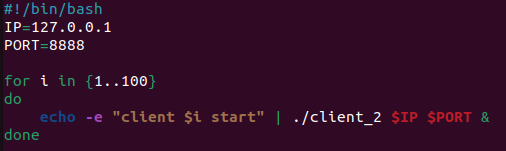 #!/bin/bash
IP=127.0.0.1
PORT=8888

for i in {1..100}
do
    echo -e "client $i start" | ./client_2 $IP $PORT &
done